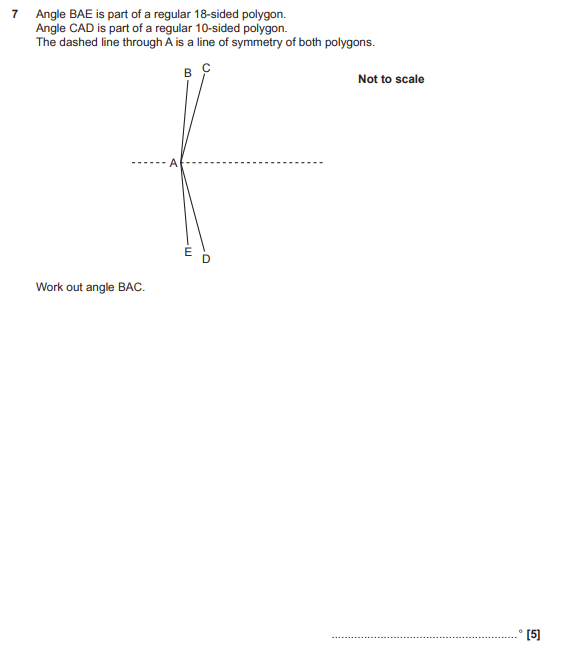 7 Angle BAE is part of a regular 18-sided polygon.
Angle CAD is part of a regular 10-sided polygon.
The dashed line through A is a line of symmetry of both polygons.
B C
Not to scale
A
E D
Work out angle BAC.
.......................................................... ° [5]